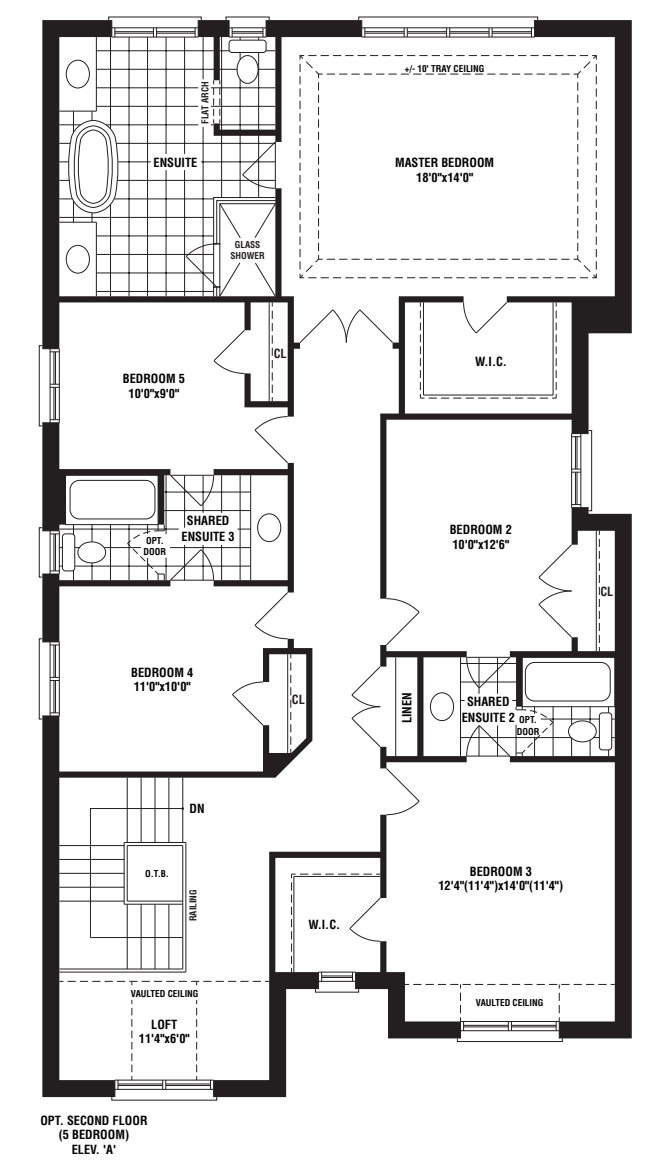 +/- 10' TRAY CEILING
FLAT ARCH
ENSUITE
MASTER BEDROOM
18'0"x14'0"
GLASS
SHOWER
CL
W.I.C.
BEDROOM 5
10'0"x9'0"
SHARED
ENSUITE 3
OPT.
DOOR
BEDROOM 2
10'0"x12'6"
CL
BEDROOM 4
11'0"x10'0"
CL
LINEN
SHARED
ENSUITE 2
OPT.
DOOR
DN
O.T.B.
RAILING
BEDROOM 3
12'4"(11'4")x14'0"(11'4")
W.I.C.
VAULTED CEILING
VAULTED CEILING
LOFT
11'4"x6'0"
OPT. SECOND FLOOR
(5 BEDROOM)
ELEV. 'A'